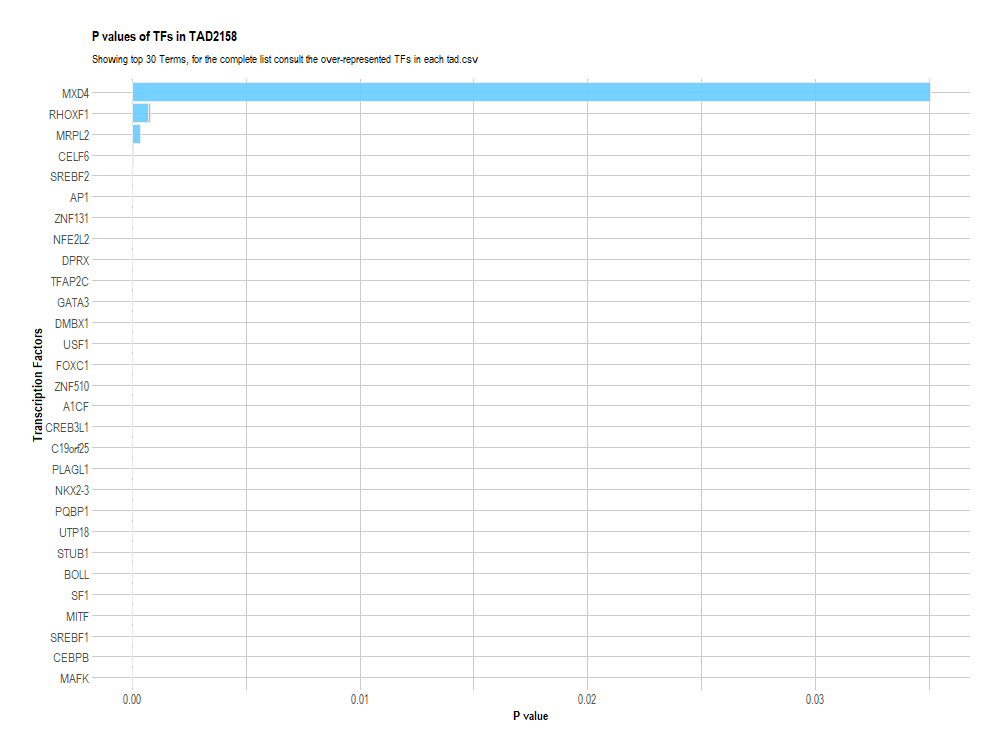 P values of TFs in TAD2158
Showing top 30 Terms, for the complete list consult the over-represented TFs in each tad.csv
Transcription Factors
MXD4
RHOXF1
MRPL2
CELF6
SREBF2
AP1
ZNF131
NFE2L2
DPRX
TFAP2C
GATA3
DMBX1
USF1
FOXC1
ZNF510
A1CF
CREB3L1
C19orf25
PLAGL1
NKX2-3
PQBP1
UTP18
STUB1
BOLL
SF1
MITF
SREBF1
CEBPB
MAFK
0.00 0.01 0.02 0.03
P value